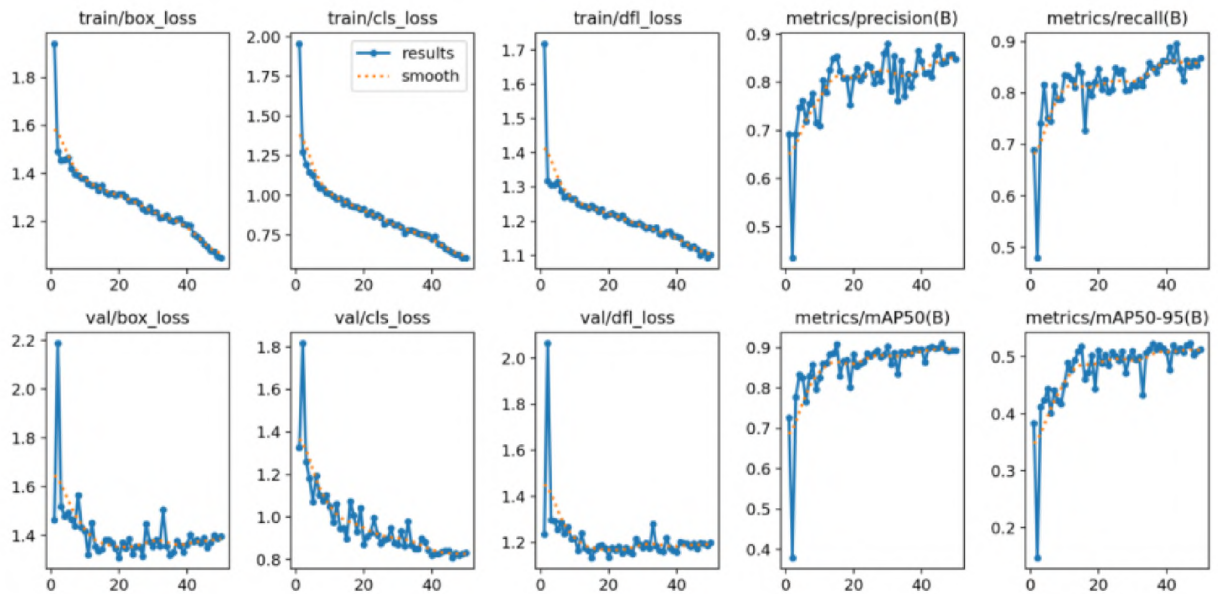 train/box_loss
train/cls_loss
train/dfl_loss
metrics/precision(B)
metrics/recall(B)
results
smooth
1.8
1.6
1.4
1.2
0 20 40
2.00
1.75
1.50
1.25
1.00
0.75
0 20 40
1.7
1.6
1.5
1.4
1.3
1.2
1.1
0 20 40
0.9
0.8
0.7
0.6
0.5
0 20 40
0.9
0.8
0.7
0.6
0.5
0 20 40
val/box_loss
val/cls_loss
val/dfl_loss
metrics/mAP50(B)
metrics/mAP50-95(B)
2.2
2.0
1.8
1.6
1.4
0 20 40
1.8
1.6
1.4
1.2
1.0
0.8
0 20 40
2.0
1.8
1.6
1.4
1.2
0 20 40
0.9
0.8
0.7
0.6
0.5
0.4
0 20 40
0.5
0.4
0.3
0.2
0 20 40